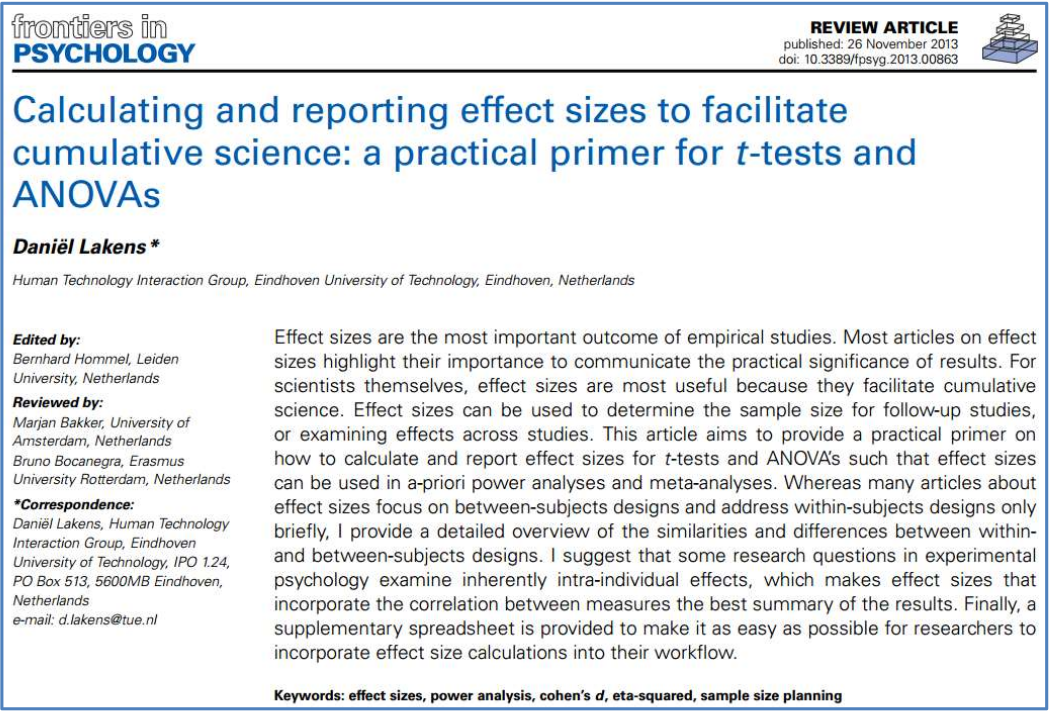 frontiers in
PSYCHOLOGY
REVIEW ARTICLE
published: 26 November 2013
doi: 10.3389/fpsyg.2013.00863
Calculating and reporting effect sizes to facilitate
cumulative science: a practical primer for t-tests and
ANOVAs
Daniël Lakens*
Human Technology Interaction Group, Eindhoven University of Technology, Eindhoven, Netherlands
Edited by:
Bernhard Hommel, Leiden
University, Netherlands
Reviewed by:
Marjan Bakker, University of
Amsterdam, Netherlands
Bruno Bocanegra, Erasmus
University Rotterdam, Netherlands
*Correspondence:
Daniël Lakens, Human Technology
Interaction Group, Eindhoven
University of Technology, IPO 1.24,
PO Box 513, 5600MB Eindhoven,
Netherlands
e-mail: d.lakens@tue.nl
Effect sizes are the most important outcome of empirical studies. Most articles on effect
sizes highlight their importance to communicate the practical significance of results. For
scientists themselves, effect sizes are most useful because they facilitate cumulative
science. Effect sizes can be used to determine the sample size for follow-up studies,
or examining effects across studies. This article aims to provide a practical primer on
how to calculate and report effect sizes for t-tests and ANOVA's such that effect sizes
can be used in a-priori power analyses and meta-analyses. Whereas many articles about
effect sizes focus on between-subjects designs and address within-subjects designs only
briefly, I provide a detailed overview of the similarities and differences between within-
and between-subjects designs. I suggest that some research questions in experimental
psychology examine inherently intra-individual effects, which makes effect sizes that
incorporate the correlation between measures the best summary of the results. Finally, a
supplementary spreadsheet is provided to make it as easy as possible for researchers to
incorporate effect size calculations into their workflow.
Keywords: effect sizes, power analysis, cohen's d, eta-squared, sample size planning